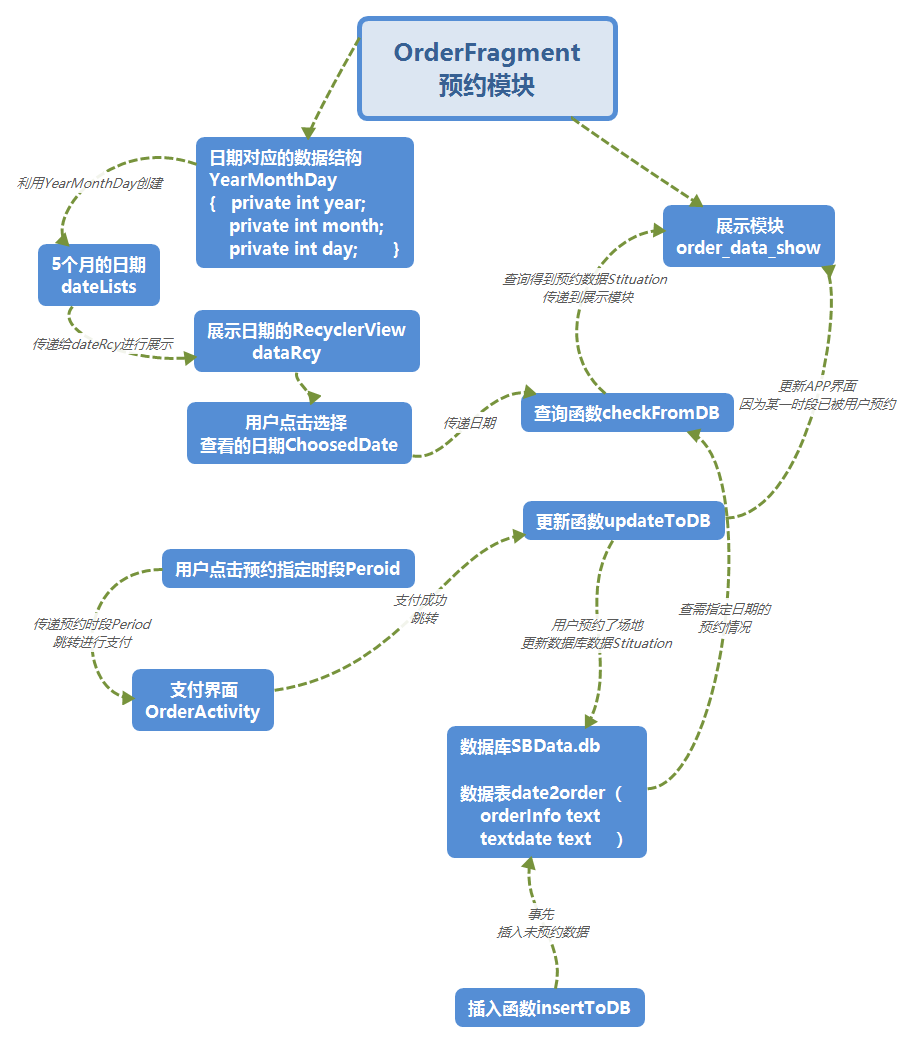 OrderFragment
预约模块
日期对应的数据结构
YearMonthDay
{ private int year;
private int month;
private int day; }
利用YearMonthDay创建
5个月的日期
dateLists
传递给dateRcy进行展示
展示日期的RecyclerView
dataRcy
用户点击选择
查看的日期ChoosedDate
传递日期
查询函数checkFromDB
查询得到预约数据Stituation
传递到展示模块
展示模块
order_data_show
更新APP界面
因为某一时段已被用户预约
更新函数updateToDB
用户点击预约指定时段Peroid
传递预约时段Period
跳转进行支付
支付界面
OrderActivity
支付成功
跳转
用户预约了场地
更新数据库数据Stituation
查需指定日期的
预约情况
数据库SBData.db
数据表date2order（
orderInfo text
textdate text ）
事先
插入未预约数据
插入函数insertToDB